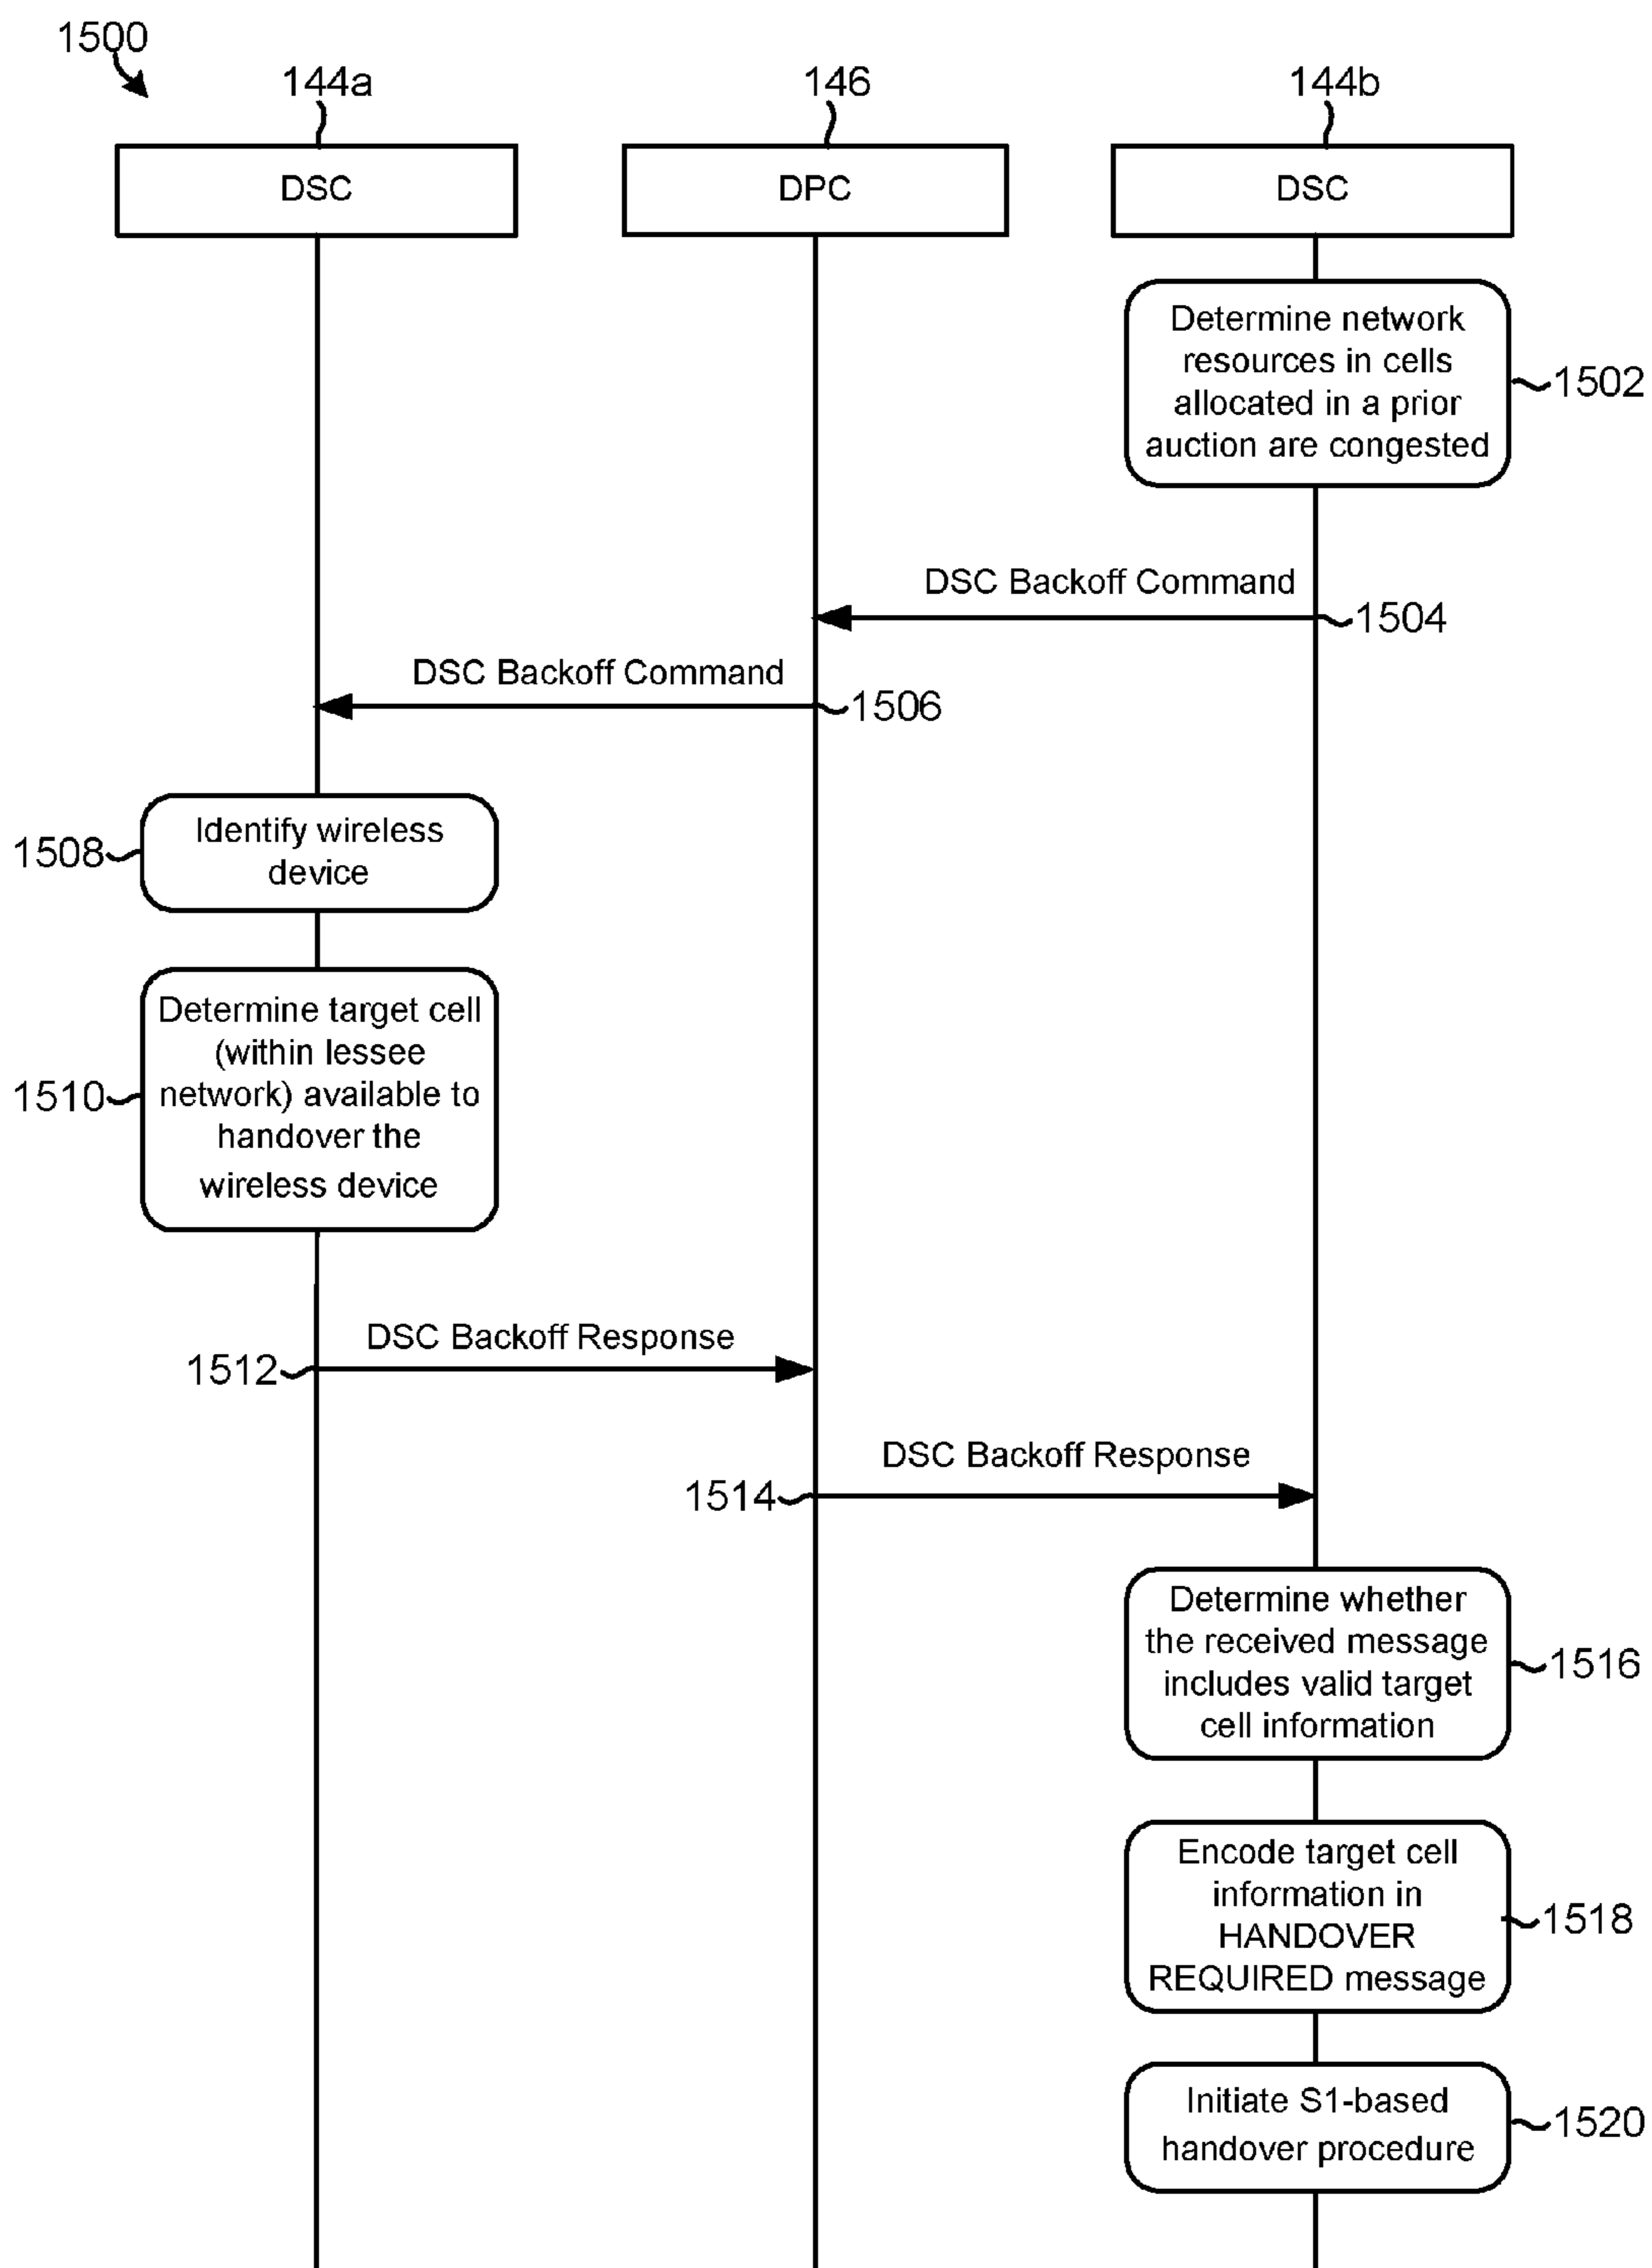 1500
144a
146
144b
DSC
DPC
DSC
Determine network
resources in cells
allocated in a prior
auction are congested
1502
DSC Backoff Command
1504
DSC Backoff Command
1506
1508
Identify wireless
device
1510
Determine target cell
(within lessee
network) available to
handover the
wireless device
DSC Backoff Response
1512
DSC Backoff Response
1514
Determine whether
the received message
includes valid target
cell information
1516
Encode target cell
information in
HANDOVER
REQUIRED message
1518
Initiate S1-based
handover procedure
1520